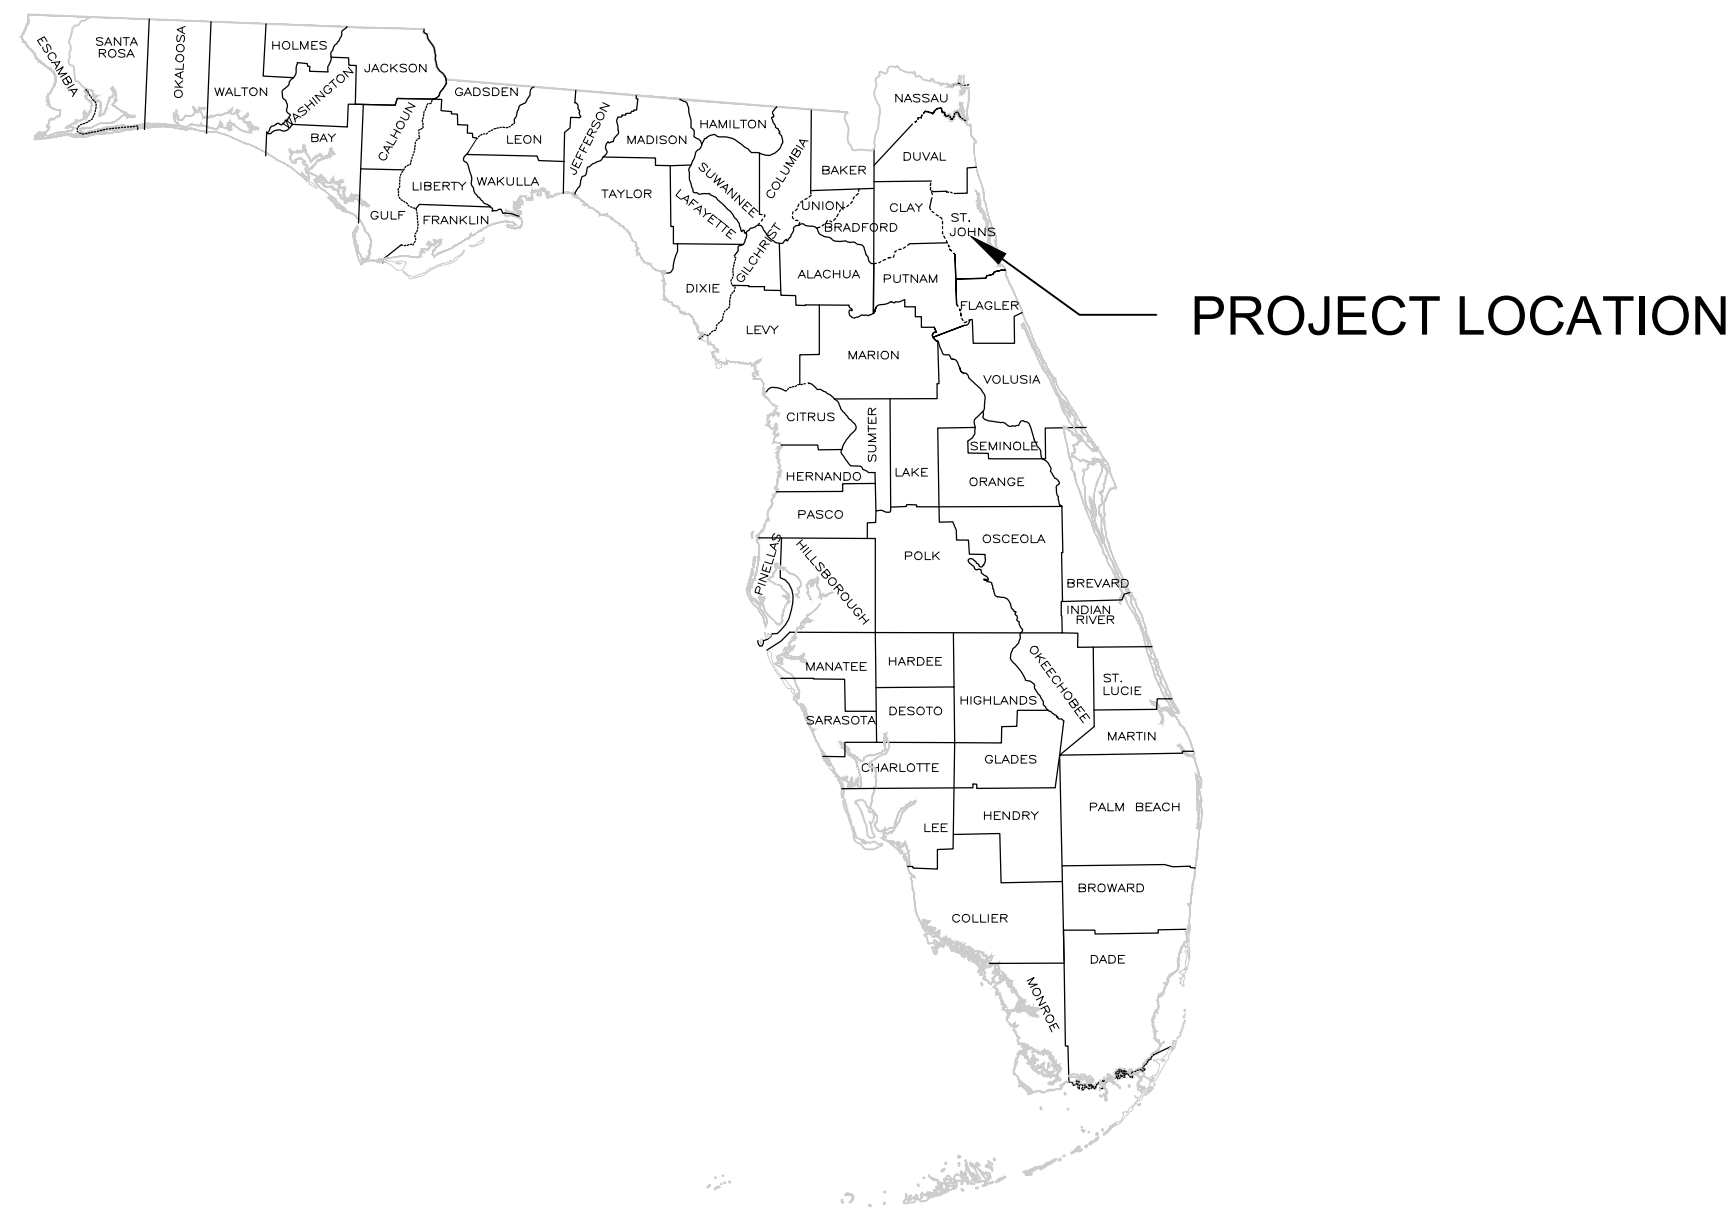 ESCAMBIA
SANTA
ROSA
OKALOOSA
WALTON
HOLMES
WASHINGTON
JACKSON
BAY
CALHOUN
GULF
LIBERTY
FRANKLIN
GADSDEN
LEON
WAKULLA
JEFFERSON
MADISON
TAYLOR
HAMILTON
SUWANNEE
LAFAYETTE
COLUMBIA
BAKER
NASSAU
DUVAL
UNION
BRADFORD
CLAY
ST.
JOHNS
DIXIE
GILCHRIST
ALACHUA
PUTNAM
FLAGLER
PROJECT LOCATION
LEVY
MARION
VOLUSIA
CITRUS
SUMTER
LAKE
SEMINOLE
HERNANDO
ORANGE
PASCO
OSCEOLA
PINELLAS
HILLSBOROUGH
POLK
BREVARD
INDIAN
RIVER
MANATEE
HARDEE
OKEECHOBEE
ST.
LUCIE
HIGHLANDS
SARASOTA
DESOTO
MARTIN
CHARLOTTE
GLADES
PALM BEACH
LEE
HENDRY
BROWARD
COLLIER
DADE
MONROE